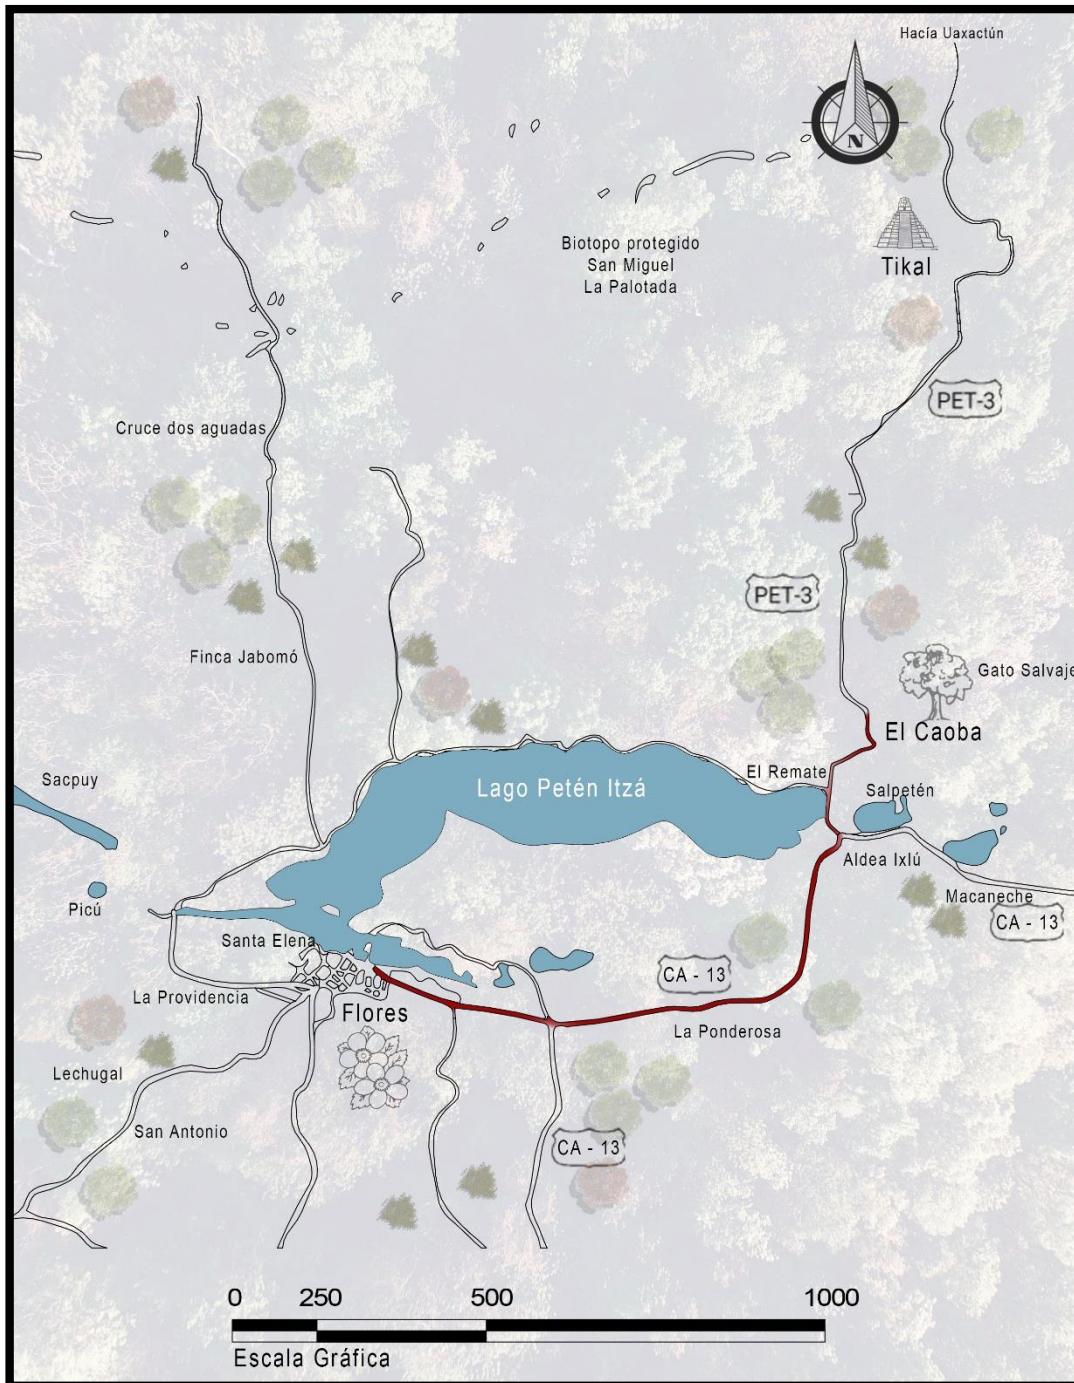 Hacía Uaxactún
N
Biotopo protegido
San Miguel
La Palotada
Tikal
PET-3
Cruce dos aguadas
PET-3
Finca Jabomó
Gato Salvaje
El Caoba
Sacpuy
Lago Petén Itzá
El Remate
Salpetén
Aldea Ixlú
Picú
Macaneche
CA - 13
Santa Elena
CA - 13
La Providencia
Flores
La Ponderosa
Lechugal
San Antonio
CA - 13
0 250 500 1000
Escala Gráfica